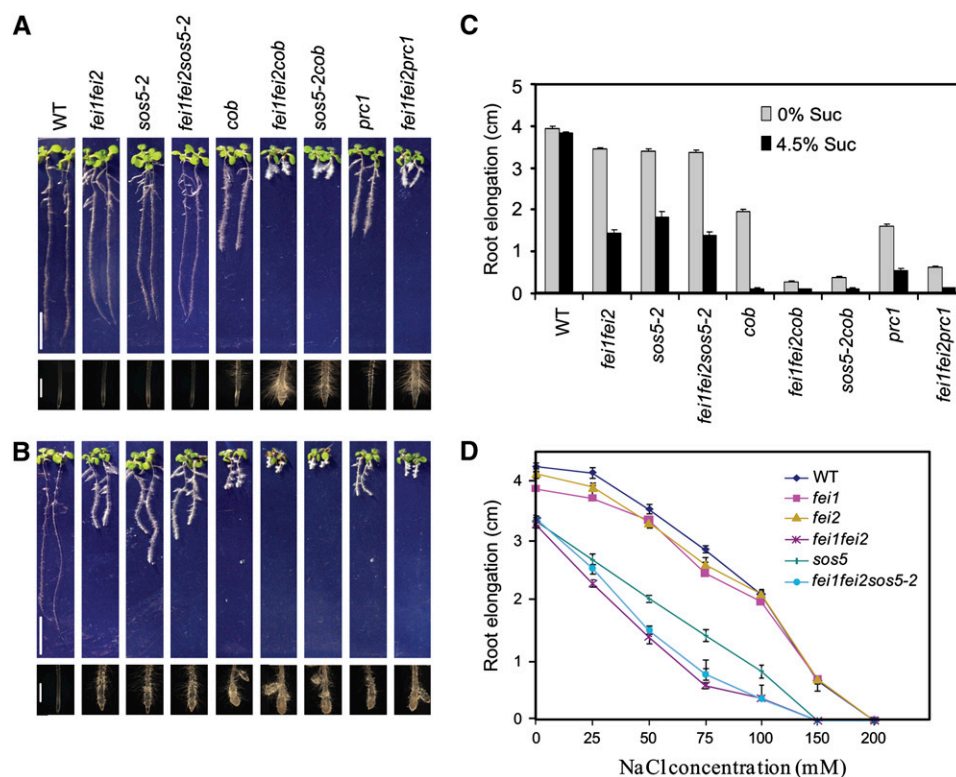 A
WT
fei1fei2
sos5-2
fei1fei2sos5-2
cob
fei1fei2cob
sos5-2cob
prc1
fei1fei2prc1
B
C
Root elongation (cm)
5
4
3
2
1
0
0% Suc
4.5% Suc
WT
fei1fei2
sos5-2
fei1fei2sos5-2
cob
fei1fei2cob
sos5-2cob
prc1
fei1fei2prc1
D
Root elongation (cm)
4
3
2
1
0
WT
fei1
fei2
fei1fei2
sos5
fei1fei2sos5-2
0 25 50 75 100 150 200
NaCl concentration (mM)